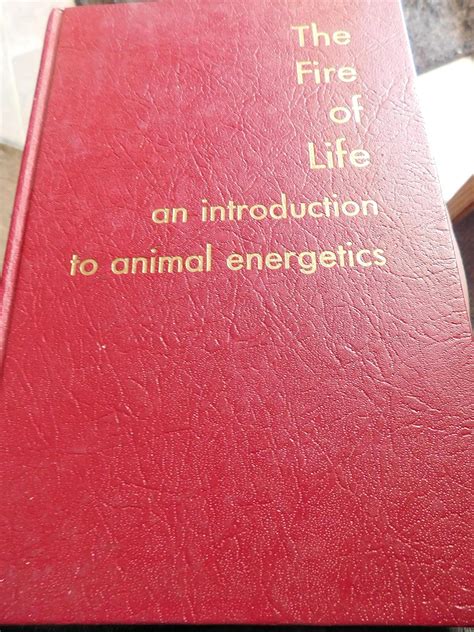 The
Fire
of
Life
an introduction
to animal energetics